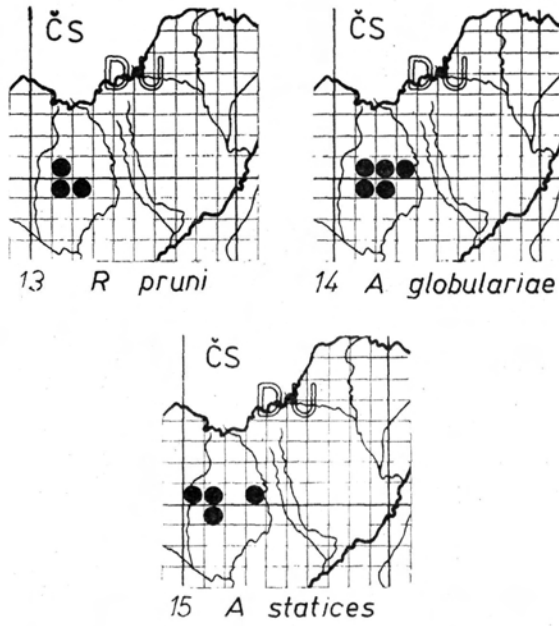 ČS
DU
13 R pruni
ČS
DU
14 A globulariae
ČS
DU
15 A statices